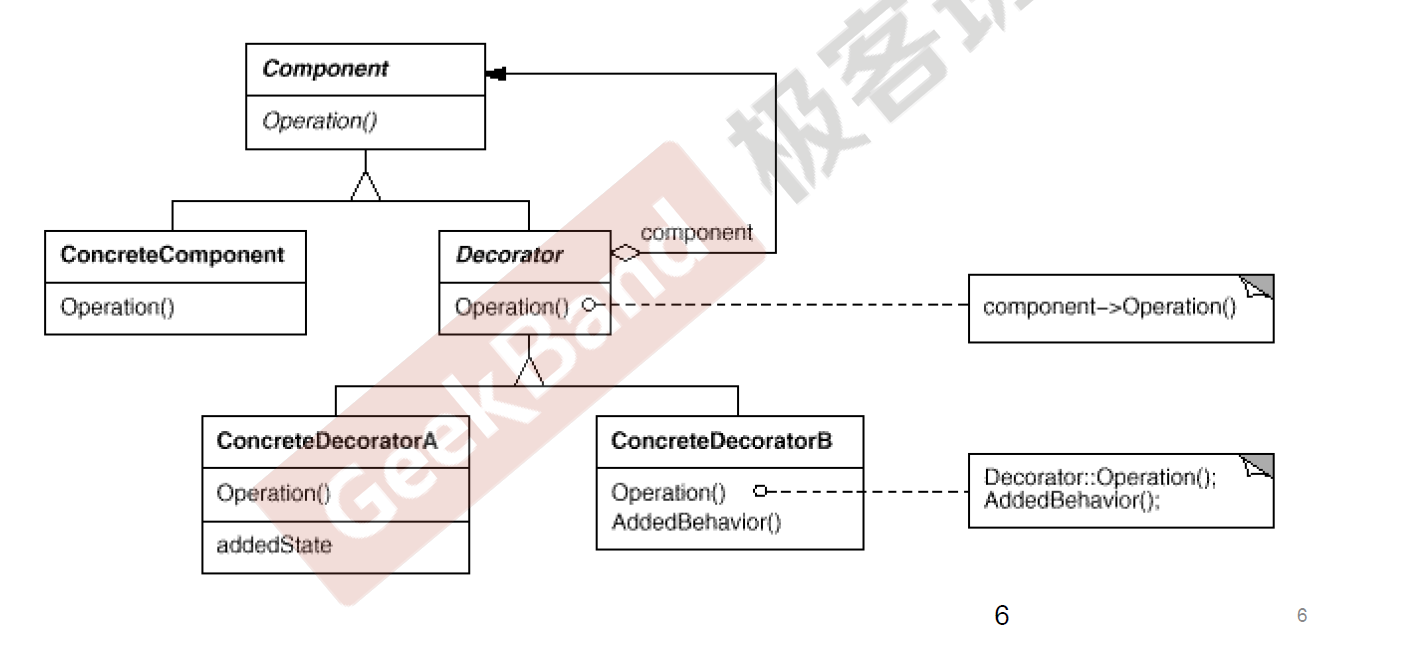 极客班
Component
Operation()
component
ConcreteComponent
Operation()
Decorator
Operation()
component–>Operation()
ConcreteDecoratorA
Operation()
addedState
ConcreteDecoratorB
Operation()
AddedBehavior()
Decorator::Operation();
AddedBehavior();
GeekBand
6
6